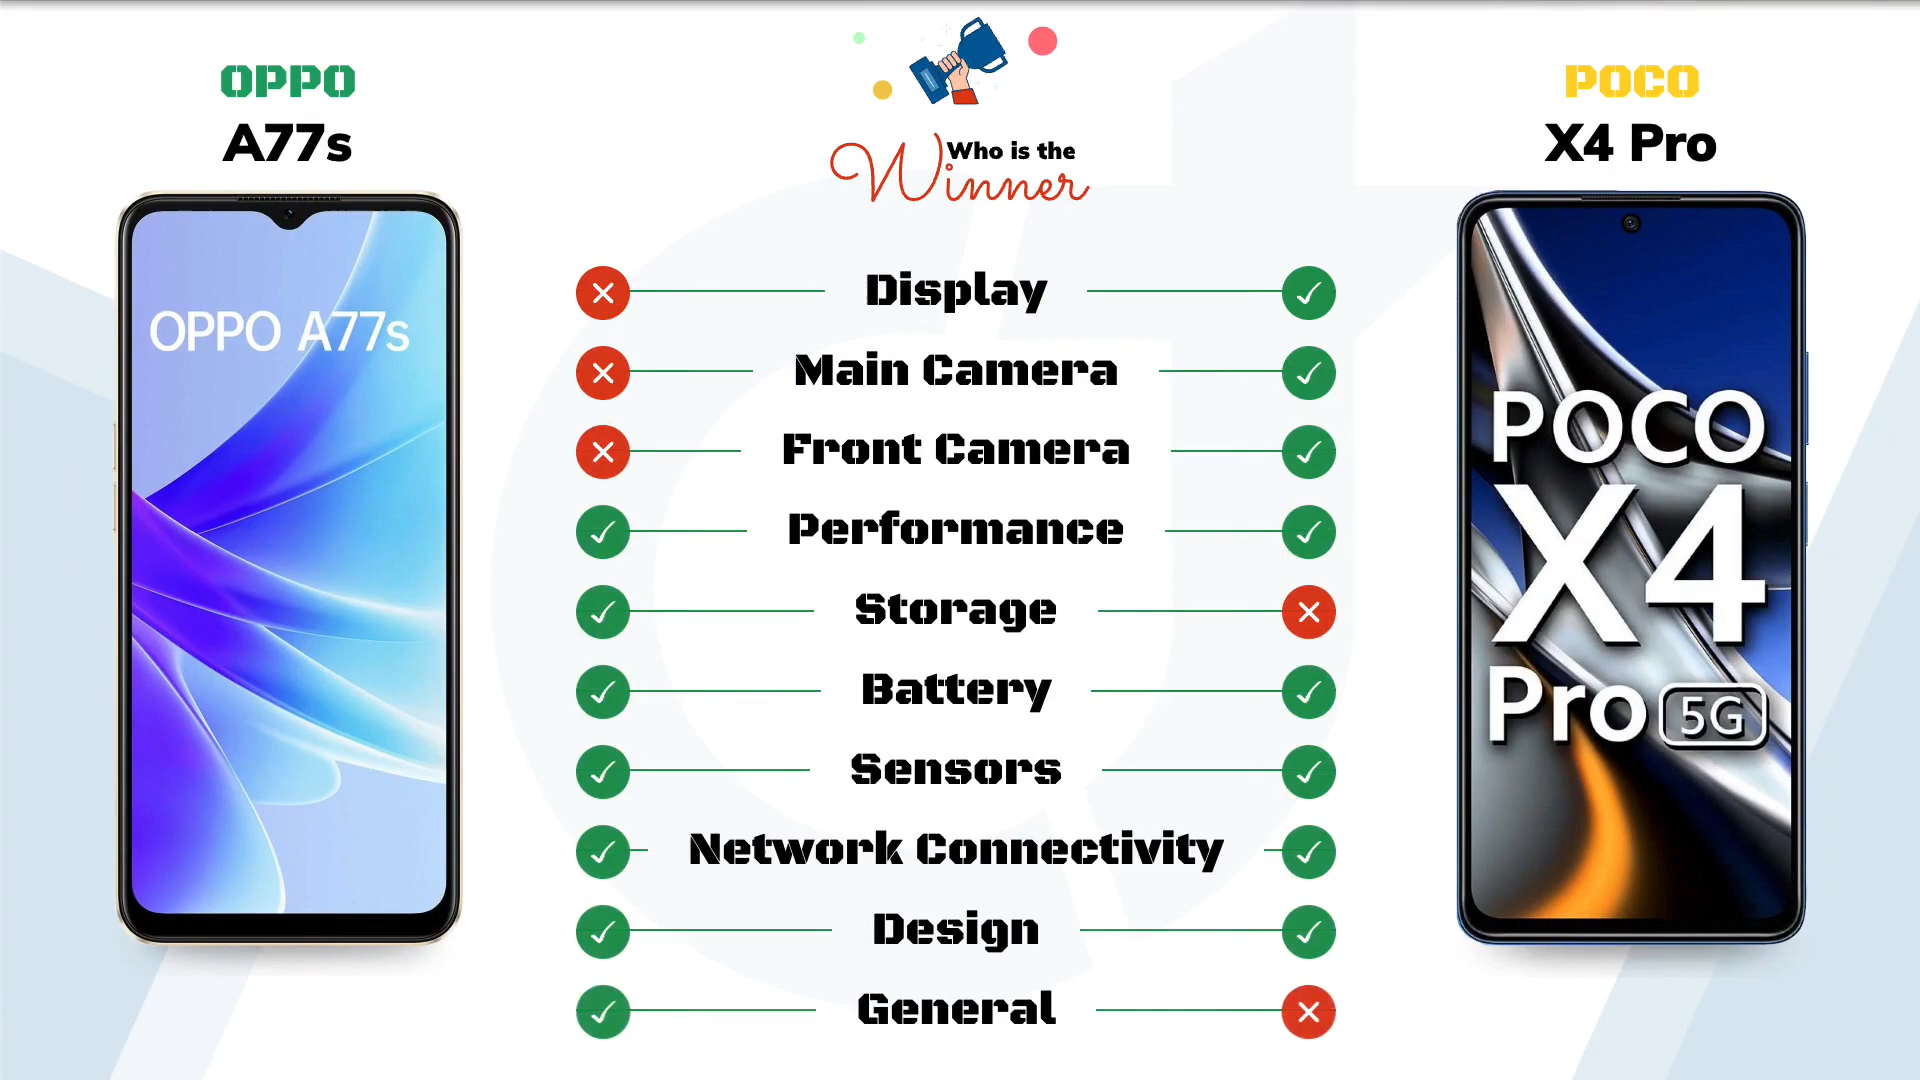 OPPO
A77s
Who is the
Winner
POCO
X4 Pro
OPPO A77s
Display
Main Camera
Front Camera
Performance
Storage
Battery
Sensors
Network Connectivity
Design
General
POCO
X4
Pro 5G